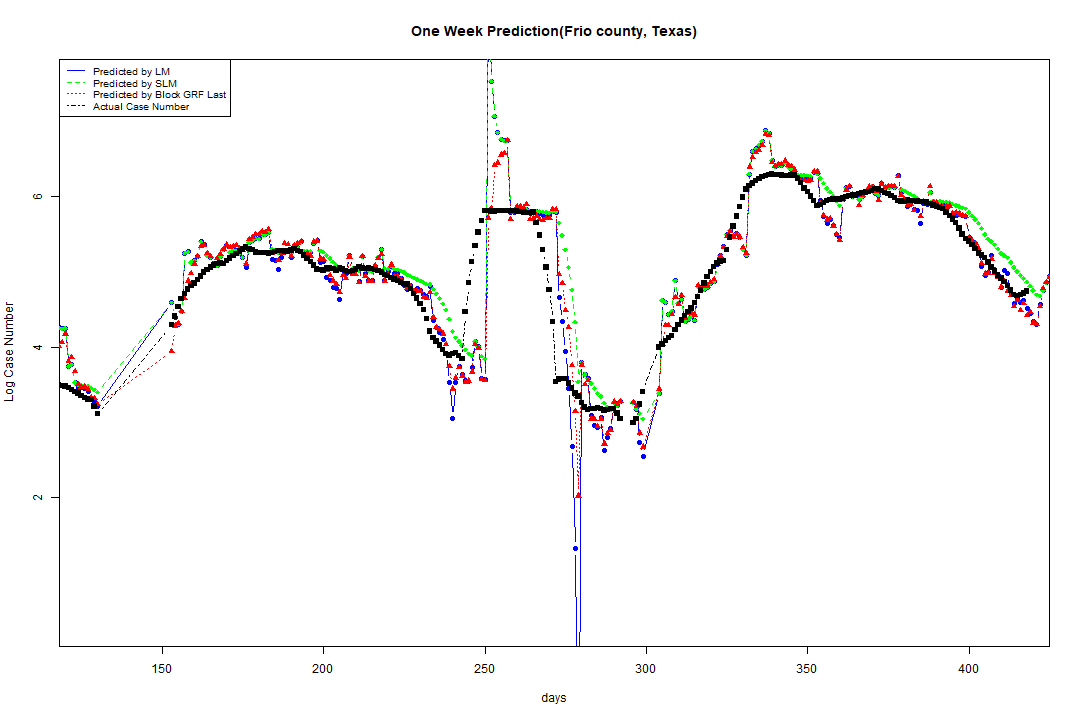 One Week Prediction(Frio county, Texas)
Predicted by LM
Predicted by SLM
Predicted by Block GRF Last
Actual Case Number
Log Case Number
6
4
2
150 200 250 300 350 400
days